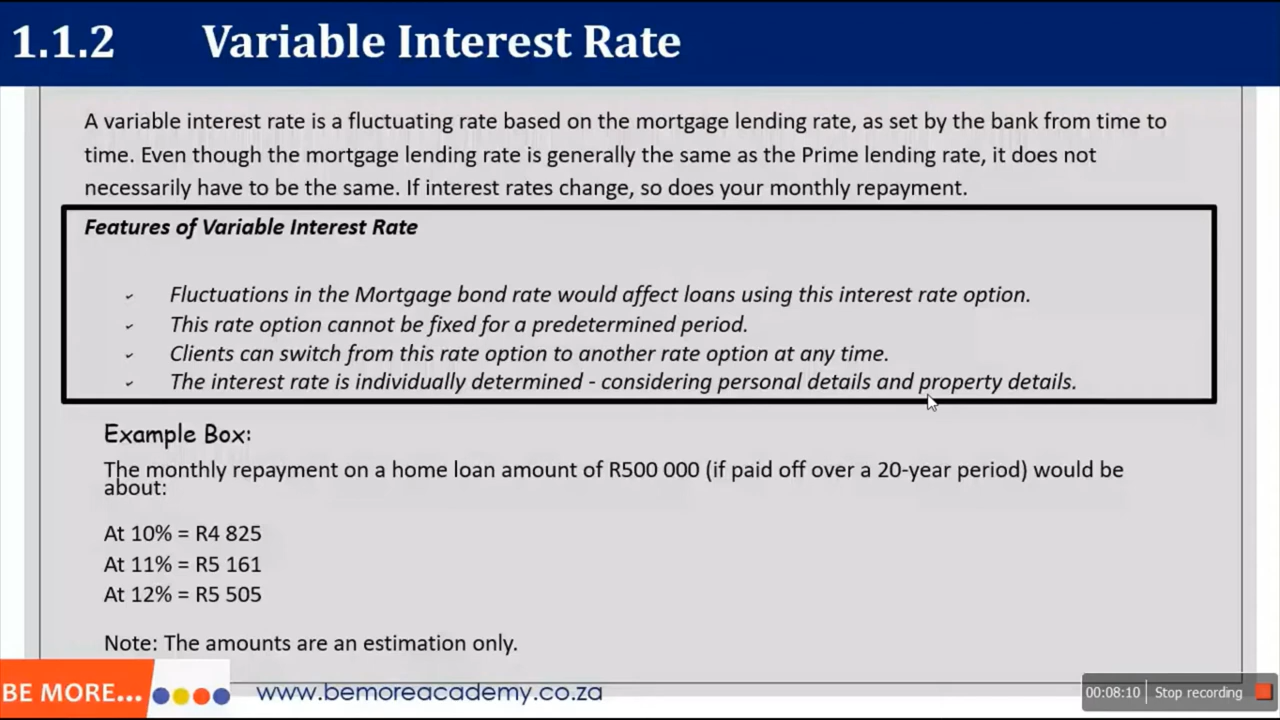 1.1.2 Variable Interest Rate
A variable interest rate is a fluctuating rate based on the mortgage lending rate, as set by the bank from time to
time. Even though the mortgage lending rate is generally the same as the Prime lending rate, it does not
necessarily have to be the same. If interest rates change, so does your monthly repayment.
Features of Variable Interest Rate
Fluctuations in the Mortgage bond rate would affect loans using this interest rate option.
This rate option cannot be fixed for a predetermined period.
Clients can switch from this rate option to another rate option at any time.
The interest rate is individually determined - considering personal details and property details.
Example Box:
The monthly repayment on a home loan amount of R500 000 (if paid off over a 20-year period) would be
about:
At 10% = R4 825
At 11% = R5 161
At 12% = R5 505
Note: The amounts are an estimation only.
BE MORE... www.bemoreacademy.co.za
00:08:10 Stop recording